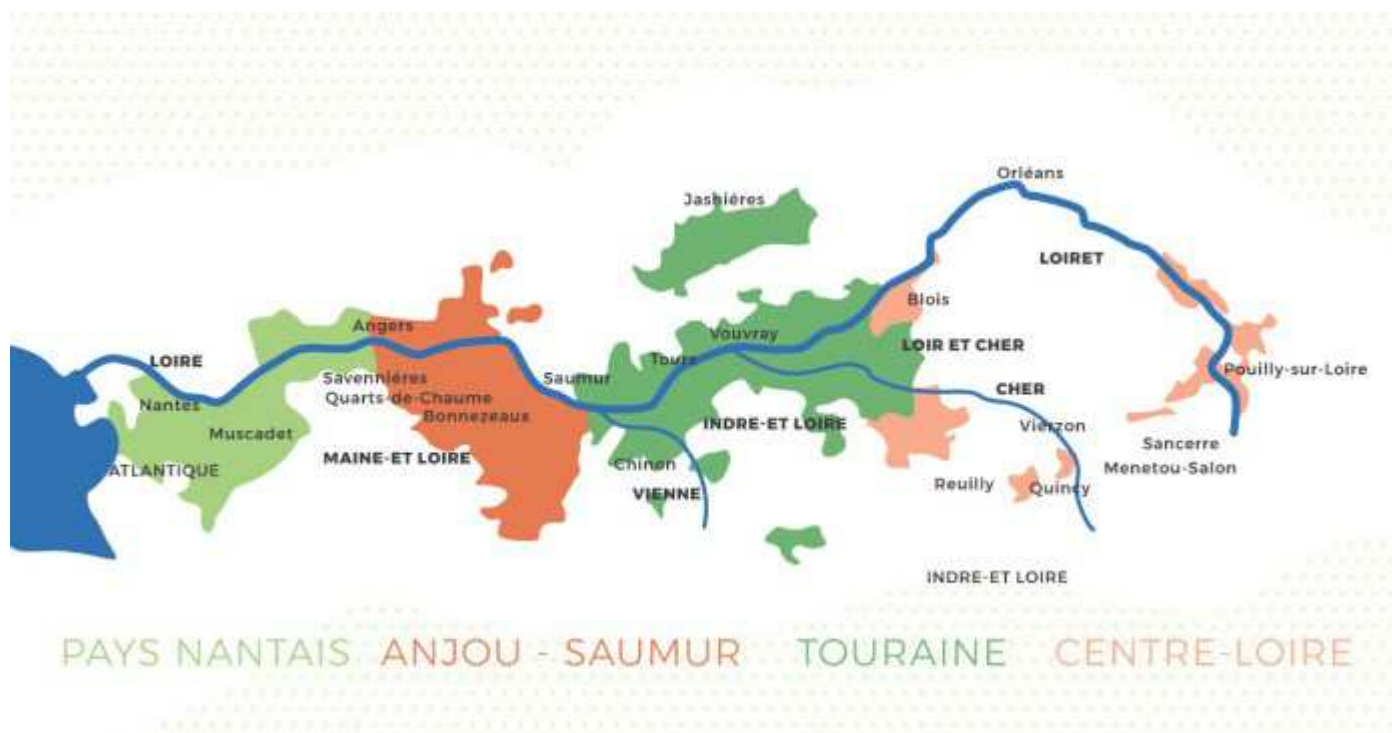 Orléans
Jashiéres
LOIRET
Blois
Angers
Vouvray
LOIRE
Tours
LOIR ET CHER
Savennières
Saumur
Pouilly-sur-Loire
CHER
Quarts-de-Chaume
Nantes
Bonnezeaux
INDRE-ET LOIRE
Vierzon
Muscadet
Sancerre
MAINE-ET LOIRE
Chinon
Menetou-Salon
ATLANTIQUE
Reuilly
Quincy
VIENNE
INDRE-ET LOIRE
PAYS NANTAIS ANJOU - SAUMUR TOURAINE CENTRE-LOIRE